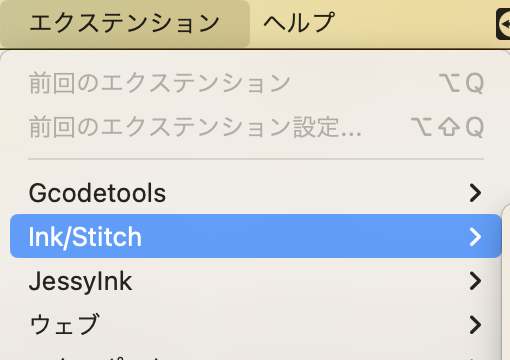 エクステンション ヘルプ
前回のエクステンション ⌥Q
前回のエクステンション設定... ⌥⇧Q
Gcodetools
Ink/Stitch
JessyInk
ウェブ